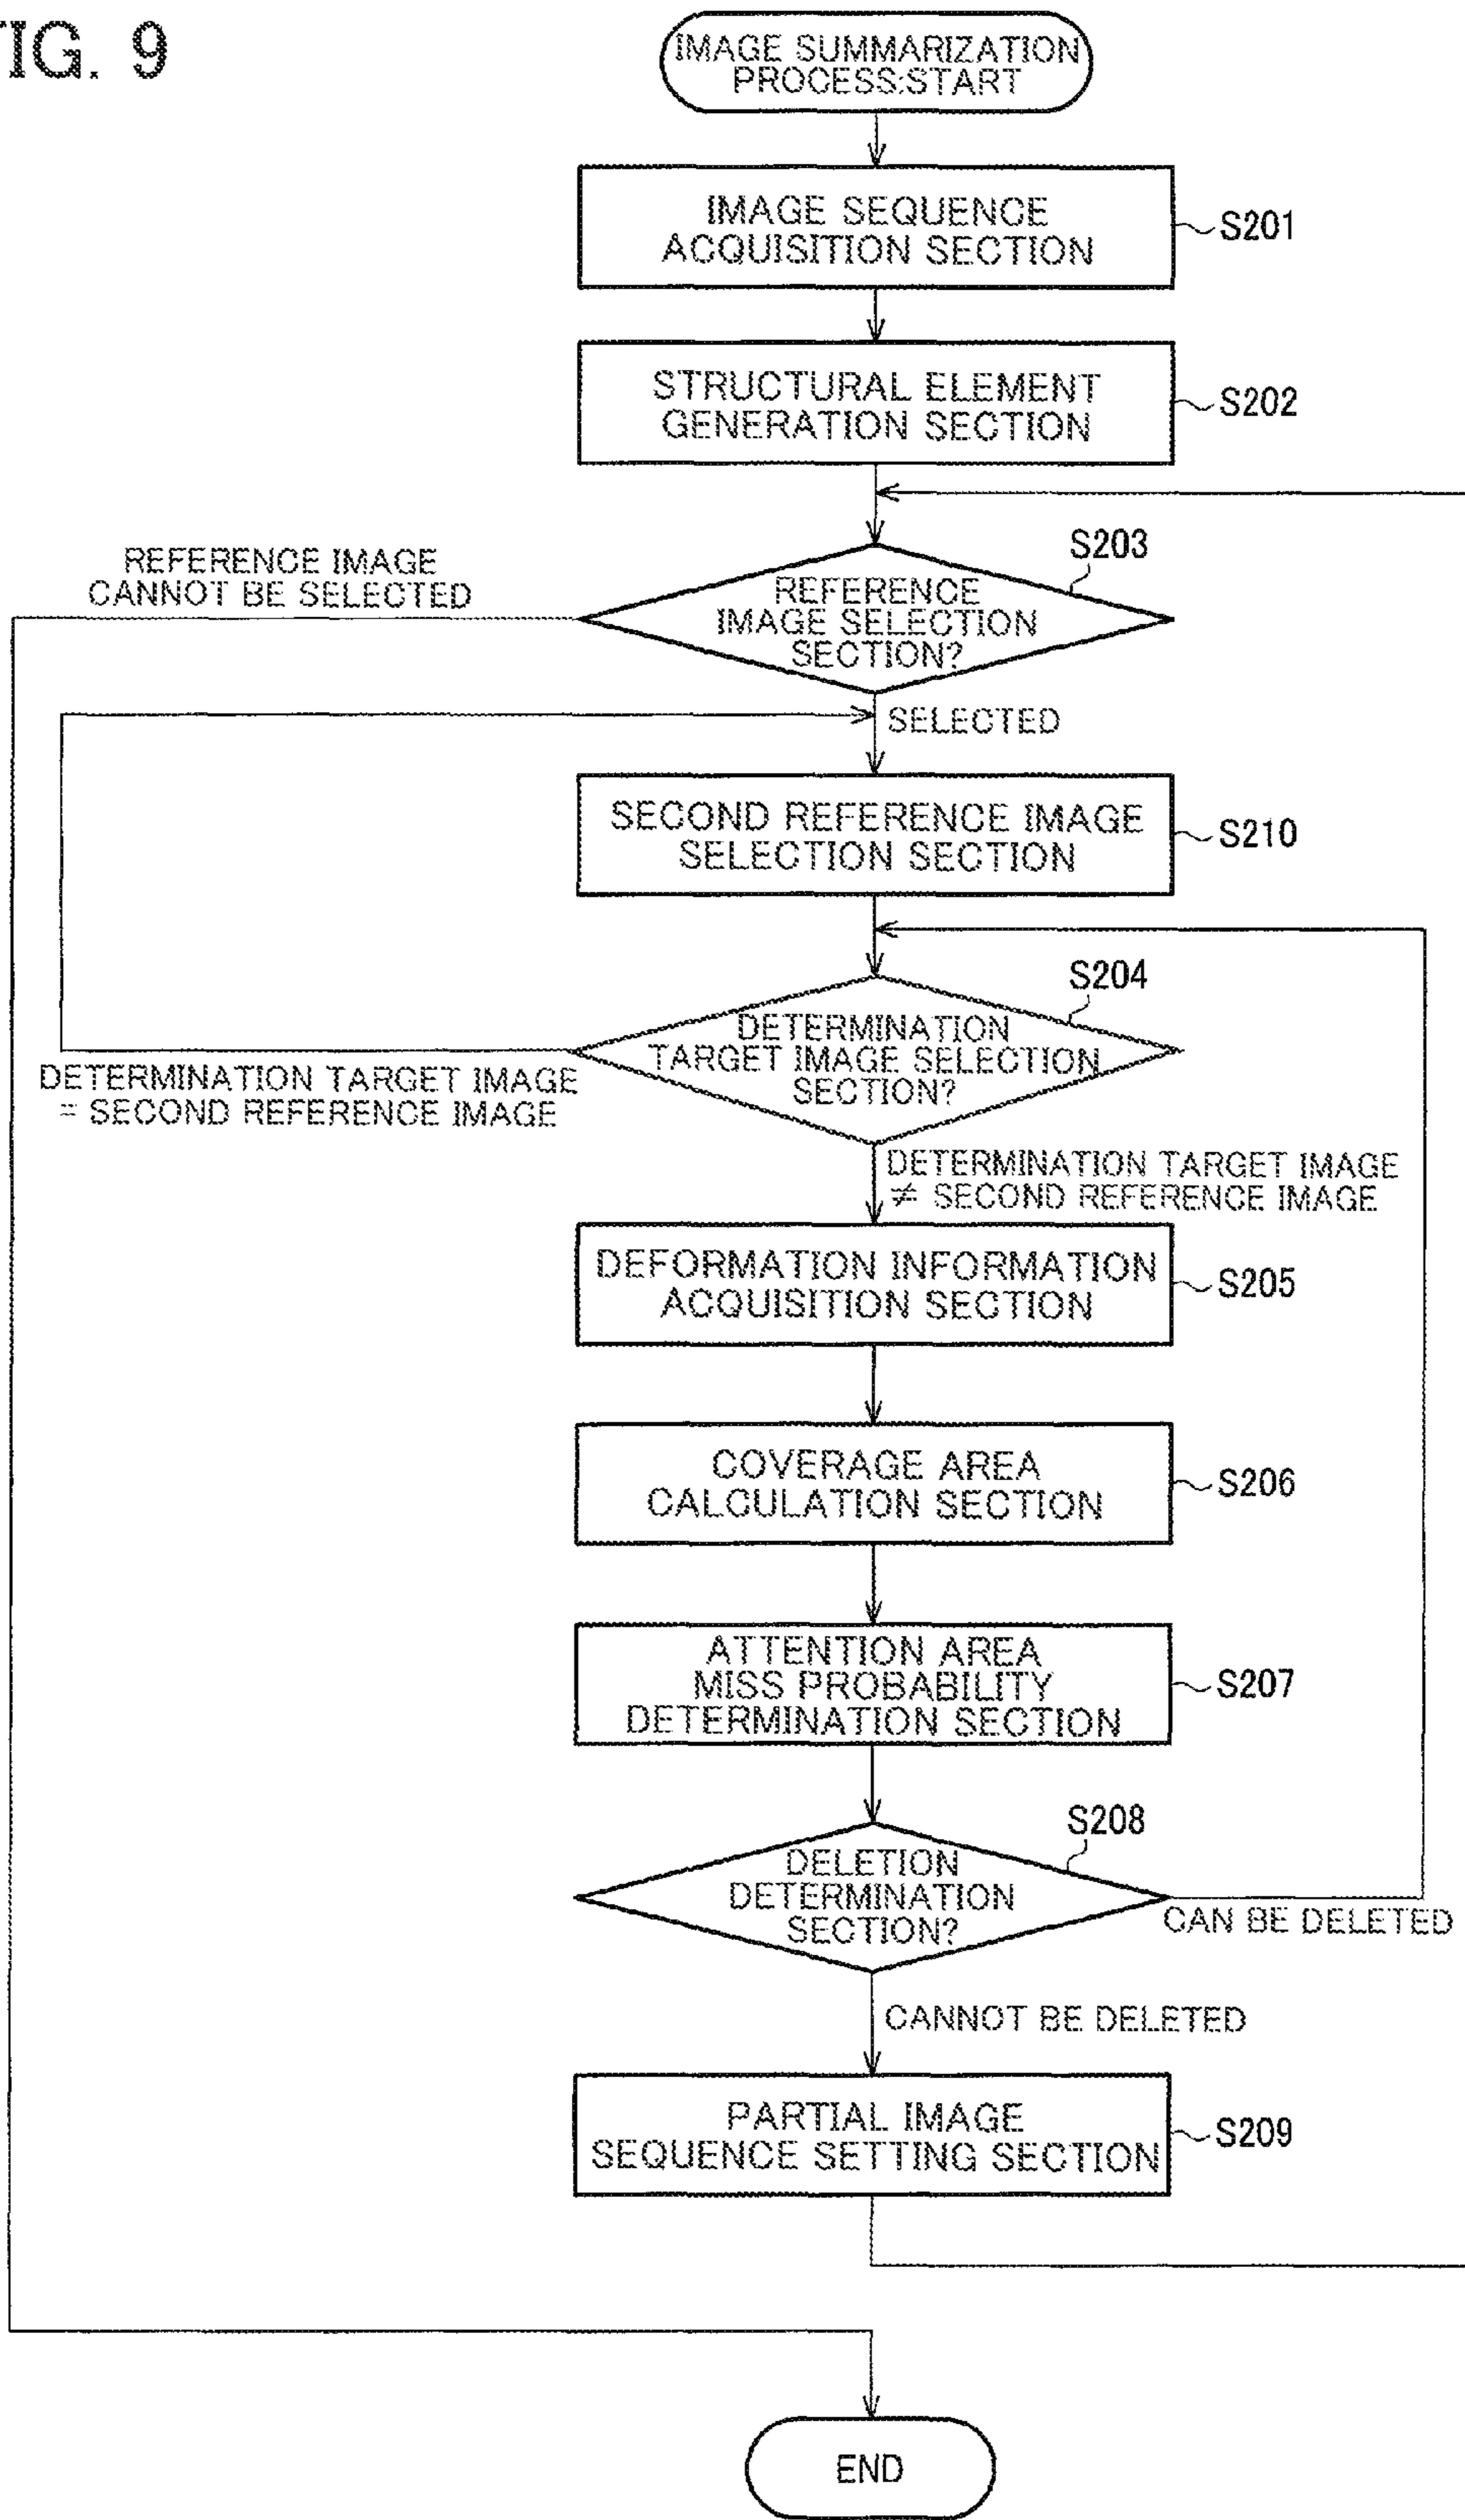 FIG. 9
IMAGE SUMMARIZATION
PROCESS:START
IMAGE SEQUENCE
ACQUISITION SECTION
S201
STRUCTURAL ELEMENT
GENERATION SECTION
S202
REFERENCE IMAGE
CANNOT BE SELECTED
S203
REFERENCE
IMAGE SELECTION
SECTION?
SELECTED
SECOND REFERENCE IMAGE
SELECTION SECTION
S210
S204
DETERMINATION
TARGET IMAGE SELECTION
SECTION?
DETERMINATION TARGET IMAGE
= SECOND REFERENCE IMAGE
DETERMINATION TARGET IMAGE
≠ SECOND REFERENCE IMAGE
DEFORMATION INFORMATION
ACQUISITION SECTION
S205
COVERAGE AREA
CALCULATION SECTION
S206
ATTENTION AREA
MISS PROBABILITY
DETERMINATION SECTION
S207
S208
DELETION
DETERMINATION
SECTION?
CAN BE DELETED
CANNOT BE DELETED
PARTIAL IMAGE
SEQUENCE SETTING SECTION
S209
END